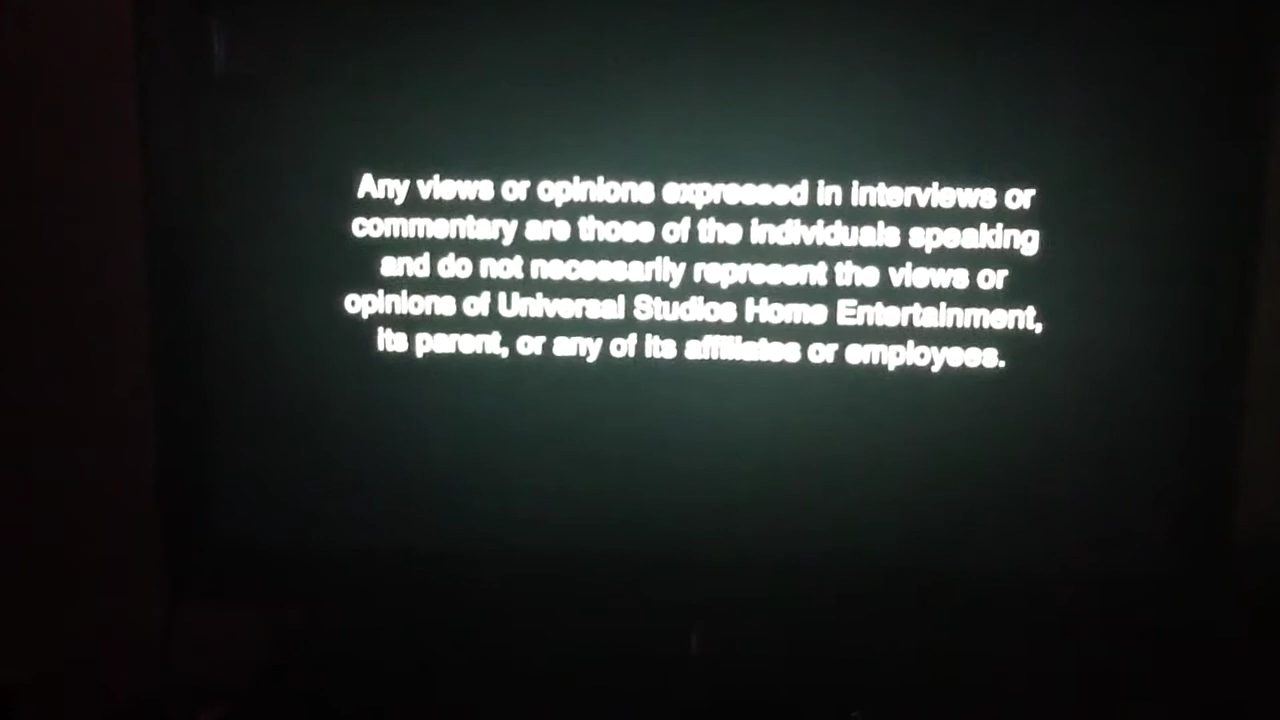 Any views or opinions expressed in interviews or
commentary are those of the individuals speaking
and do not necessarily represent the views or
opinions of Universal Studios Home Entertainment,
its parent, or any of its affiliates or employees.